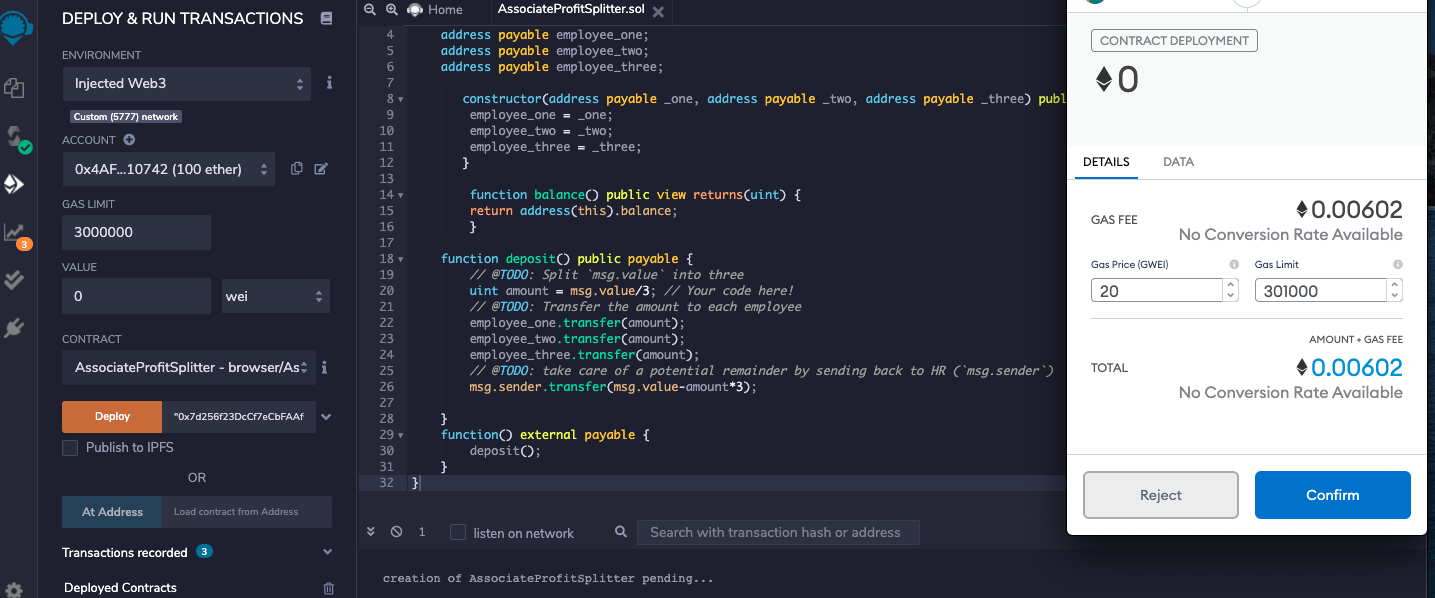 DEPLOY & RUN TRANSACTIONS
ENVIRONMENT
Injected Web3
i
Custom (5777) network
ACCOUNT
0x4AF...10742 (100 ether)
GAS LIMIT
3000000
3
VALUE
0
wei
CONTRACT
AssociateProfitSplitter - browser/As
i
Deploy
"0x7d256f23DcCf7eCbFAAf
Publish to IPFS
OR
At Address
Load contract from Address
Transactions recorded 3
Deployed Contracts
Home
AssociateProfitSplitter.sol
4 address payable employee_one;
5 address payable employee_two;
6 address payable employee_three;
7
8 constructor(address payable _one, address payable _two, address payable _three) publ
9 employee_one = _one;
10 employee_two = _two;
11 employee_three = _three;
12 }
13
14 function balance() public view returns(uint) {
15 return address(this).balance;
16 }
17
18 function deposit() public payable {
19 // @TODO: Split `msg.value` into three
20 uint amount = msg.value/3; // Your code here!
21 // @TODO: Transfer the amount to each employee
22 employee_one.transfer(amount);
23 employee_two.transfer(amount);
24 employee_three.transfer(amount);
25 // @TODO: take care of a potential remainder by sending back to HR (`msg.sender`)
26 msg.sender.transfer(msg.value-amount*3);
27
28 }
29 function() external payable {
30 deposit();
31 }
32 }
1
listen on network
Search with transaction hash or address
creation of AssociateProfitSplitter pending...
CONTRACT DEPLOYMENT
0
DETAILS
DATA
GAS FEE
0.00602
No Conversion Rate Available
Gas Price (GWEI)
Gas Limit
20
301000
AMOUNT + GAS FEE
TOTAL
0.00602
No Conversion Rate Available
Reject
Confirm